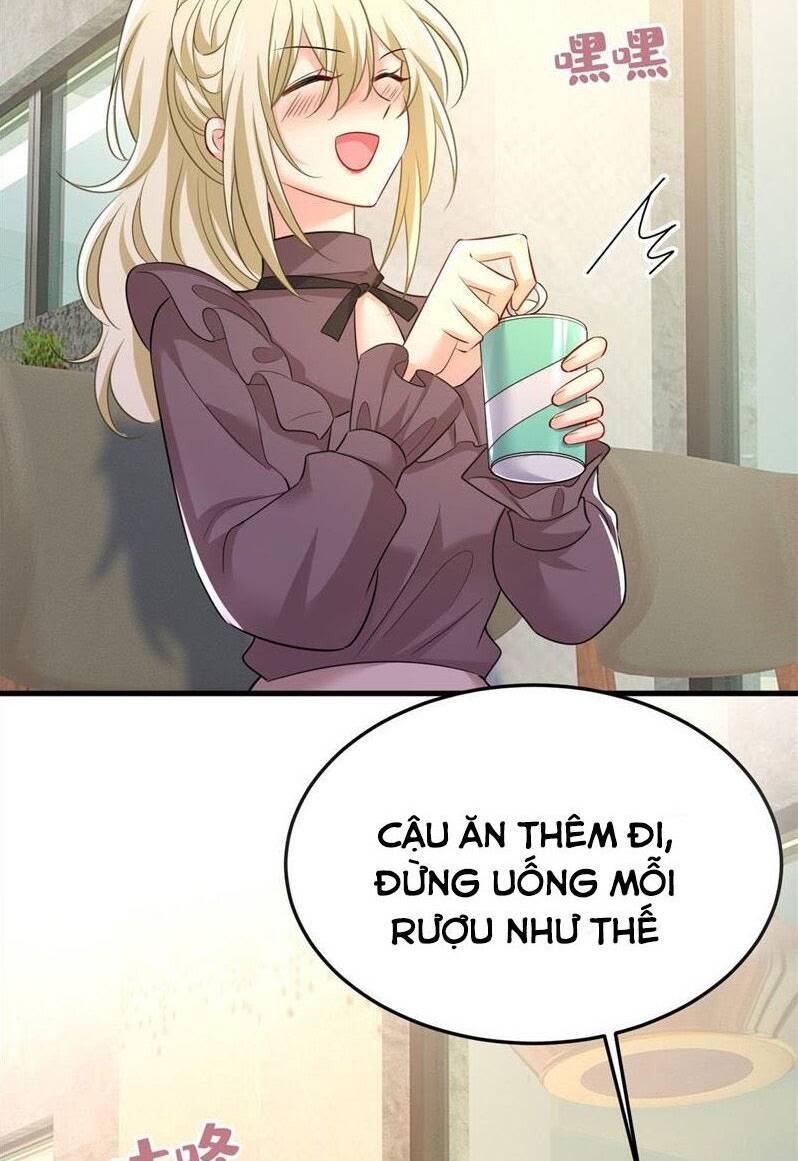 嘿嘿
CẬU ĂN THÊM ĐI,
ĐỪNG UỐNG MỖI
RƯỢU NHƯ THẾ